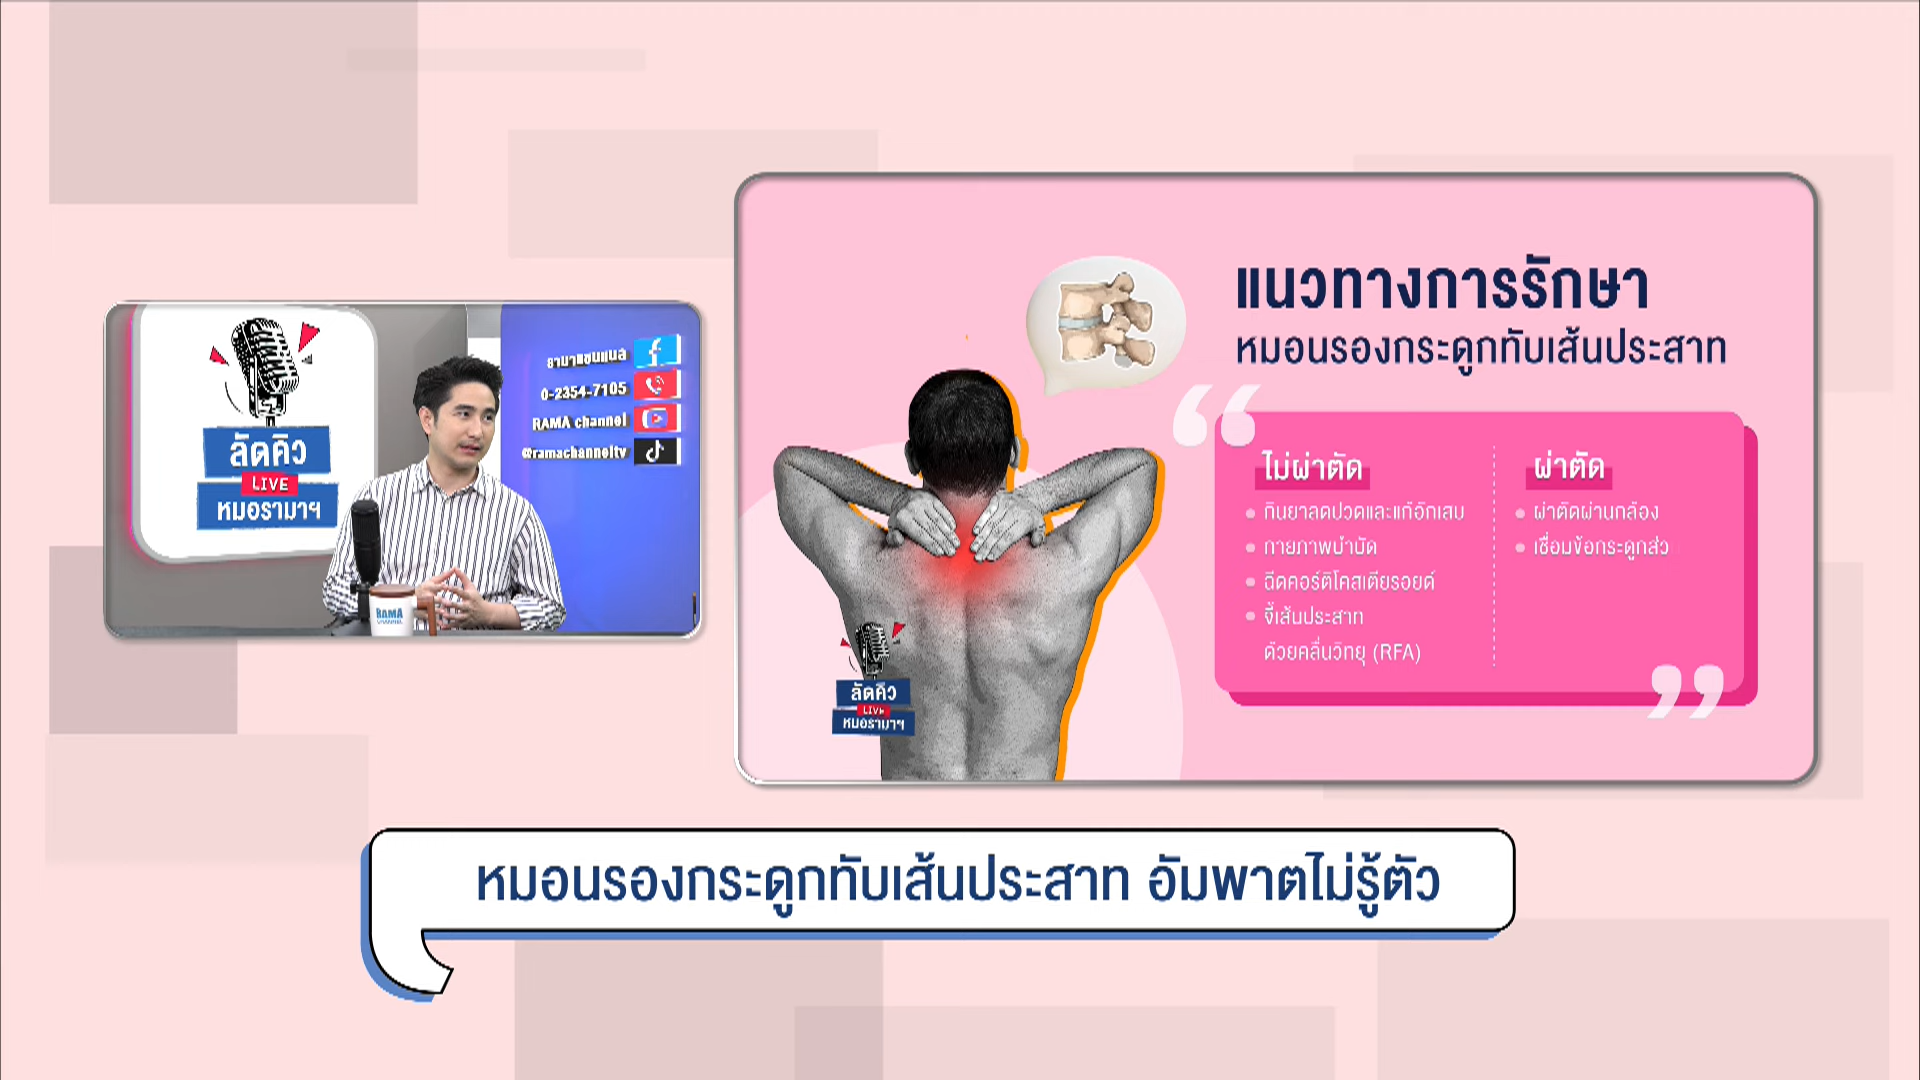 ลัดคิว
LIVE
หมอรามาฯ
รามาแชนแนล
0-2354-7105
RAMA channel
@ramachanneltv
RAMA
CHANNEL
แนวทางการรักษา
หมอนรองกระดูกทับเส้นประสาท
ไม่ผ่าตัด
กินยาลดปวดและแก้อักเสบ
กายภาพบำบัด
ฉีดคอร์ติโคสเตียรอยด์
จี้เส้นประสาท
ด้วยคลื่นวิทยุ (RFA)
ผ่าตัด
ผ่าตัดผ่านกล้อง
เชื่อมข้อกระดูกส่ว
ลัดคิว
LIVE
หมอรามาฯ
หมอนรองกระดูกทับเส้นประสาท อัมพาตไม่รู้ตัว